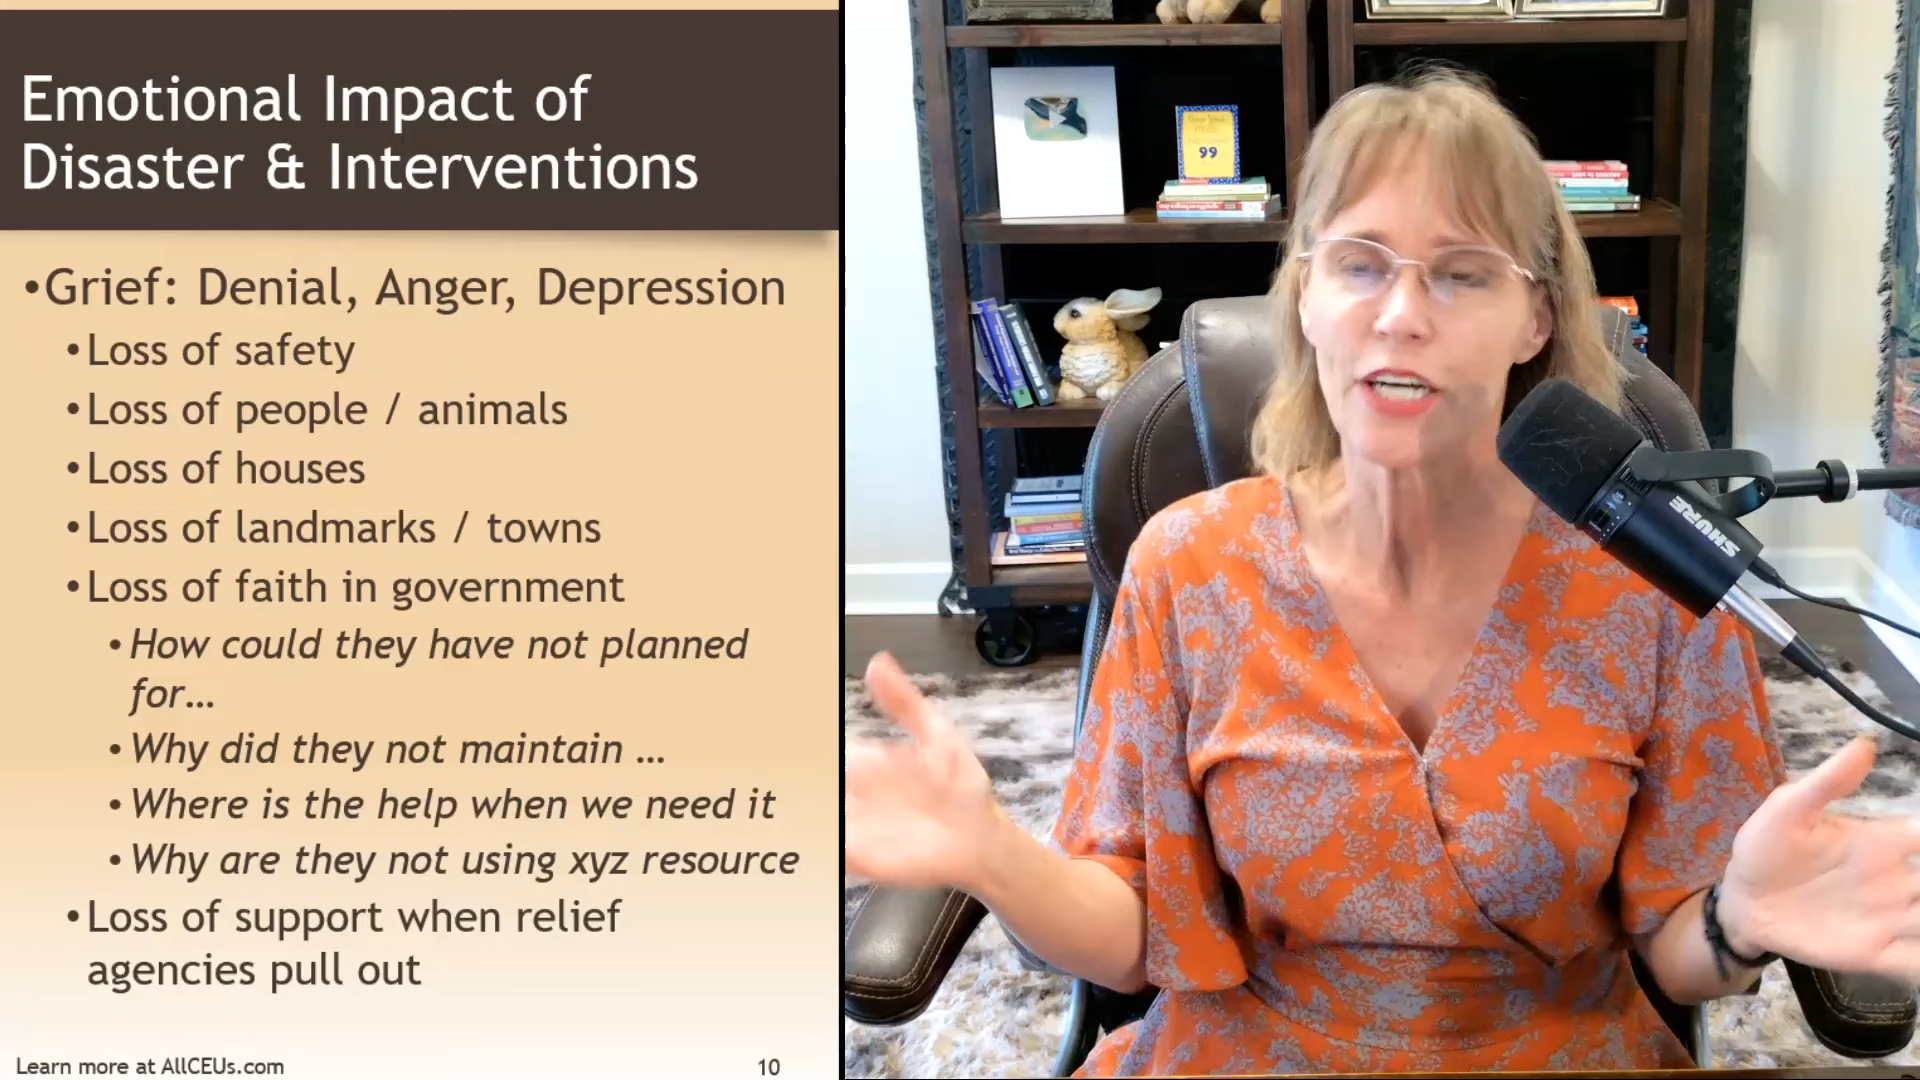 Emotional Impact of
Disaster & Interventions
•Grief: Denial, Anger, Depression
•Loss of safety
•Loss of people / animals
•Loss of houses
•Loss of landmarks / towns
•Loss of faith in government
•How could they have not planned
for…
•Why did they not maintain …
•Where is the help when we need it
•Why are they not using xyz resource
•Loss of support when relief
agencies pull out
Learn more at AllCEUs.com
10
99
SHURE